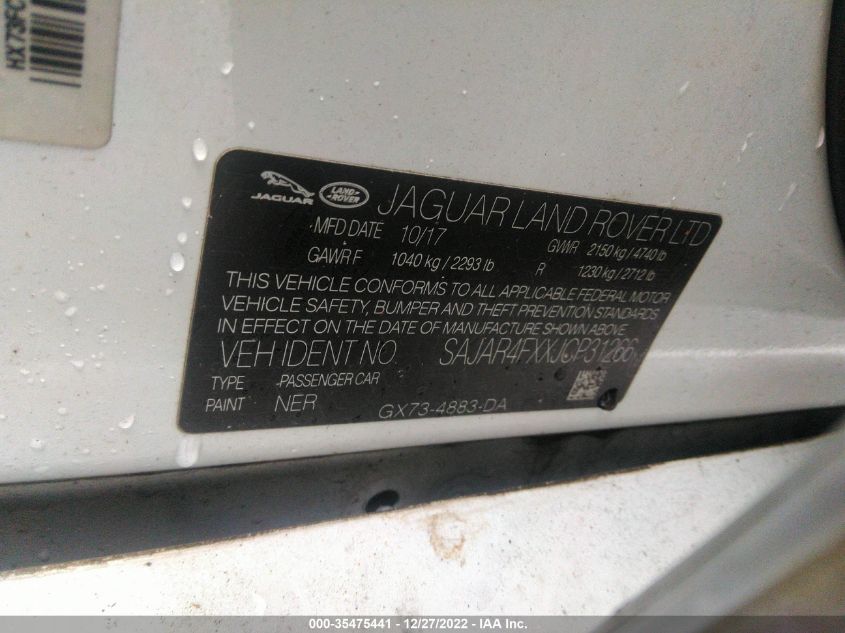 HX73FC
JAGUAR LAND-ROVER JAGUAR LAND ROVER LTD
MFD DATE 10/17 GVWR 2150 kg / 4740 lb
GAWR F 1040 kg / 2293 lb R 1230 kg / 2712 lb
THIS VEHICLE CONFORMS TO ALL APPLICABLE FEDERAL MOTOR
VEHICLE SAFETY, BUMPER AND THEFT PREVENTION STANDARDS
IN EFFECT ON THE DATE OF MANUFACTURE SHOWN ABOVE.
VEH IDENT NO. SAJAR4FXXJCP31266
TYPE -PASSENGER CAR
PAINT NER GX73-4883-DA
000-35475441 - 12/27/2022 - IAA Inc.